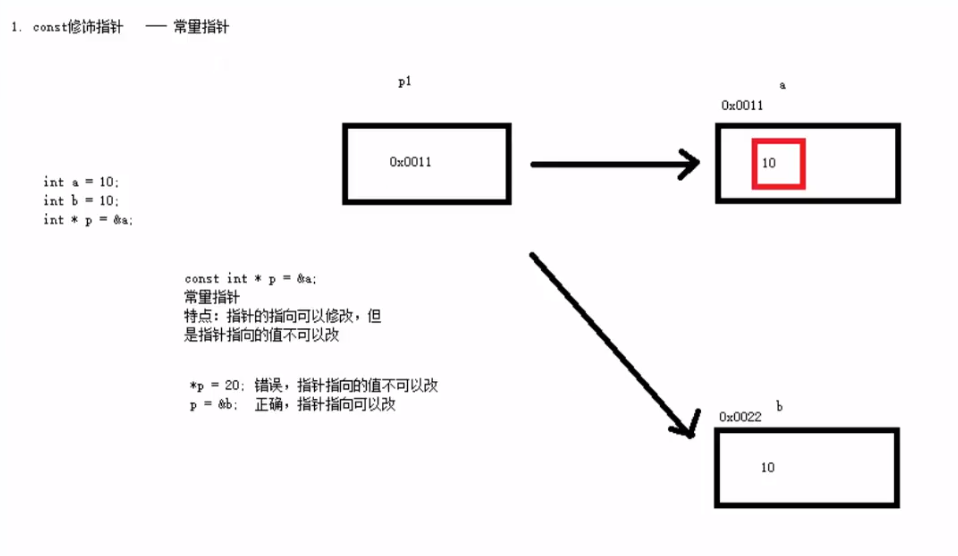 1. const修饰指针 —— 常量指针
p1
a
0x0011
0x0011
10
int a = 10;
int b = 10;
int * p = &a;
const int * p = &a;
常量指针
特点：指针的指向可以修改，但
是指针指向的值不可以改
*p = 20; 错误，指针指向的值不可以改
p = &b; 正确，指针指向可以改
b
0x0022
10